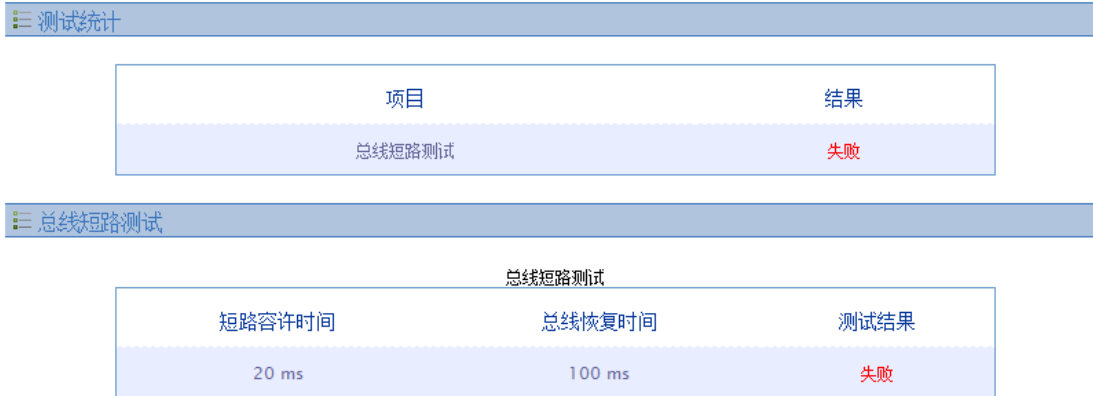 测试统计
项目 结果
总线短路测试 失败
总线短路测试
总线短路测试
短路容许时间 总线恢复时间 测试结果
20 ms 100 ms 失败